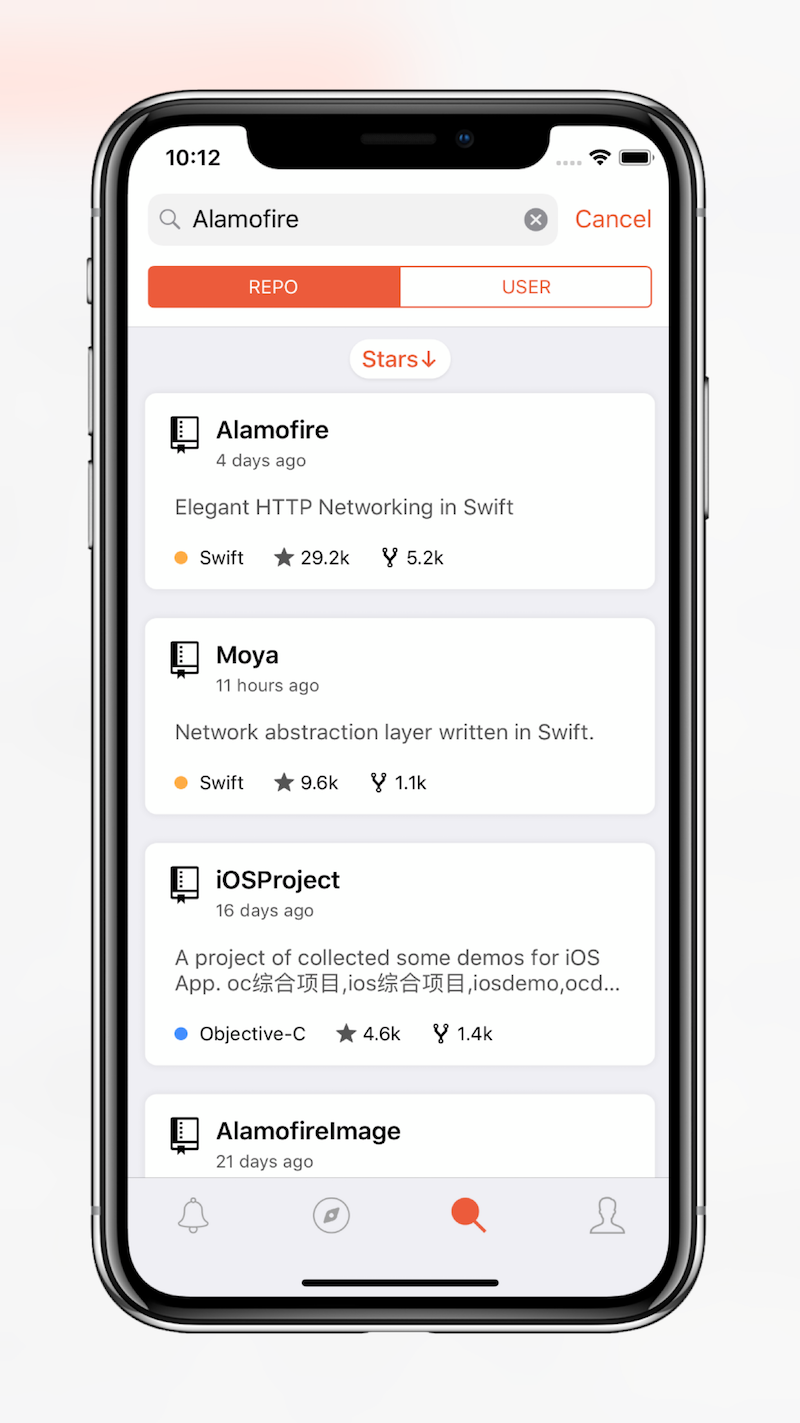 10:12
Alamofire
Cancel
REPO
USER
Stars↓
Alamofire
4 days ago
Elegant HTTP Networking in Swift
Swift 29.2k 5.2k
Moya
11 hours ago
Network abstraction layer written in Swift.
Swift 9.6k 1.1k
iOSProject
16 days ago
A project of collected some demos for iOS
App. oc综合项目,ios综合项目,iosdemo,ocd...
Objective-C 4.6k 1.4k
AlamofireImage
21 days ago